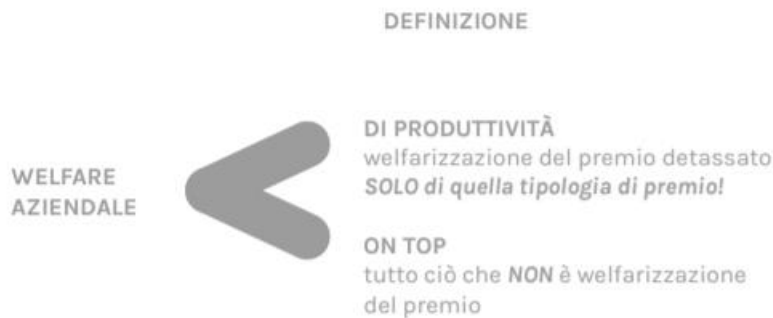 DEFINIZIONE
WELFARE
AZIENDALE
DI PRODUTTIVITÀ
welfarizzazione del premio detassato
SOLO di quella tipologia di premio!
ON TOP
tutto ciò che NON è welfarizzazione
del premio